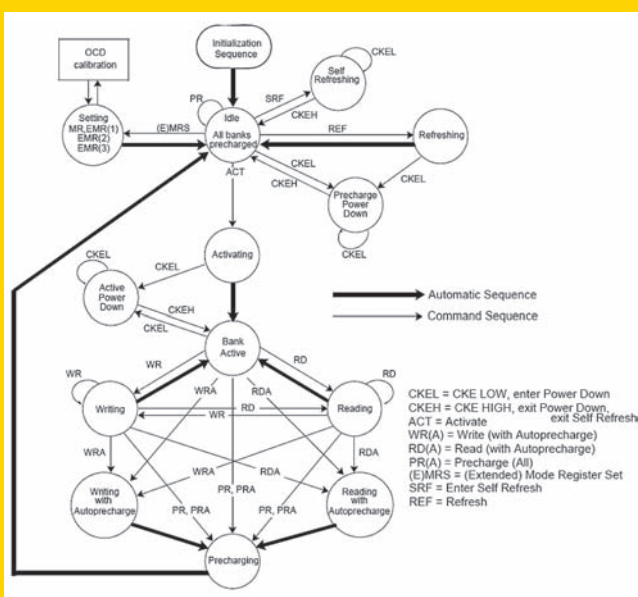 Initialization
Sequence
OCD
calibration
CKEL
Self
Refreshing
SRF
CKEH
PR
Idle
All banks
precharged
Setting
MR,EMR(1)
EMR(2)
EMR(3)
(E)MRS
REF
Refreshing
CKEL
CKEH
CKEL
ACT
Precharge
Power
Down
CKEL
Activating
CKEL
CKEL
Active
Power
Down
CKEH
CKEL
Automatic Sequence
Command Sequence
Bank
Active
WR
RD
WR
WRA
RDA
RD
Writing
RD
WR
Reading
WRA
WRA
RDA
RDA
Writing
with
Autoprecharge
PR, PRA
PR, PRA
PR, PRA
Reading
with
Autoprecharge
Precharging
CKEL = CKE LOW, enter Power Down
CKEH = CKE HIGH, exit Power Down,
exit Self Refresh
ACT = Activate
WR(A) = Write (with Autoprecharge)
RD(A) = Read (with Autoprecharge)
PR(A) = Precharge (All)
(E)MRS = (Extended) Mode Register Set
SRF = Enter Self Refresh
REF = Refresh